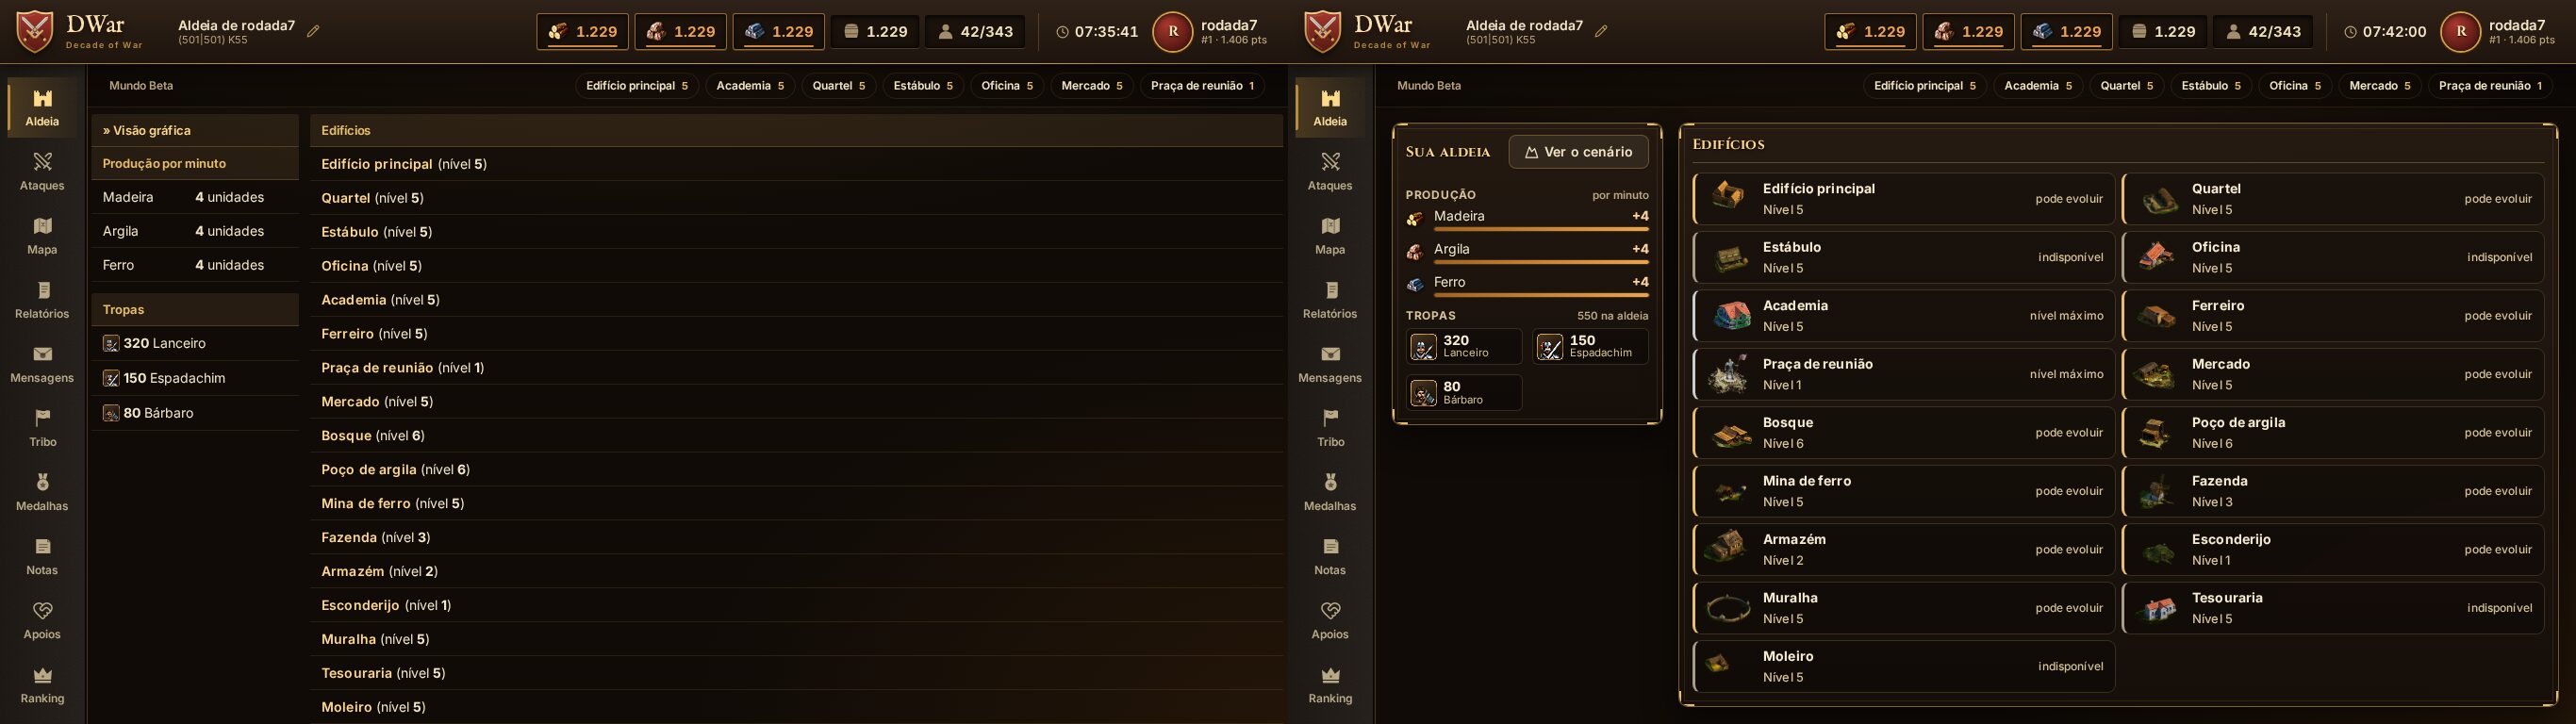 DWar
Decade of War
Aldeia de rodada7
(501|501) K55
1.229
1.229
1.229
1.229
42/343
07:35:41
R
rodada7
#1 · 1.406 pts
Aldeia
Ataques
Mapa
Relatórios
Mensagens
Tribo
Medalhas
Notas
Apoios
Ranking
Mundo Beta
Edifício principal 5
Academia 5
Quartel 5
Estábulo 5
Oficina 5
Mercado 5
Praça de reunião 1
» Visão gráfica
Produção por minuto
Madeira 4 unidades
Argila 4 unidades
Ferro 4 unidades
Tropas
320 Lanceiro
150 Espadachim
80 Bárbaro
Edifícios
Edifício principal (nível 5)
Quartel (nível 5)
Estábulo (nível 5)
Oficina (nível 5)
Academia (nível 5)
Ferreiro (nível 5)
Praça de reunião (nível 1)
Mercado (nível 5)
Bosque (nível 6)
Poço de argila (nível 6)
Mina de ferro (nível 5)
Fazenda (nível 3)
Armazém (nível 2)
Esconderijo (nível 1)
Muralha (nível 5)
Tesouraria (nível 5)
Moleiro (nível 5)
DWar
Decade of War
Aldeia de rodada7
(501|501) K55
1.229
1.229
1.229
1.229
42/343
07:42:00
R
rodada7
#1 · 1.406 pts
Aldeia
Ataques
Mapa
Relatórios
Mensagens
Tribo
Medalhas
Notas
Apoios
Ranking
Mundo Beta
Edifício principal 5
Academia 5
Quartel 5
Estábulo 5
Oficina 5
Mercado 5
Praça de reunião 1
Sua aldeia
Ver o cenário
PRODUÇÃO por minuto
Madeira +4
Argila +4
Ferro +4
TROPAS 550 na aldeia
320
Lanceiro
150
Espadachim
80
Bárbaro
Edifícios
Edifício principal
Nível 5
pode evoluir
Quartel
Nível 5
pode evoluir
Estábulo
Nível 5
indisponível
Oficina
Nível 5
indisponível
Academia
Nível 5
nível máximo
Ferreiro
Nível 5
pode evoluir
Praça de reunião
Nível 1
nível máximo
Mercado
Nível 5
pode evoluir
Bosque
Nível 6
pode evoluir
Poço de argila
Nível 6
pode evoluir
Mina de ferro
Nível 5
pode evoluir
Fazenda
Nível 3
pode evoluir
Armazém
Nível 2
pode evoluir
Esconderijo
Nível 1
pode evoluir
Muralha
Nível 5
pode evoluir
Tesouraria
Nível 5
indisponível
Moleiro
Nível 5
indisponível